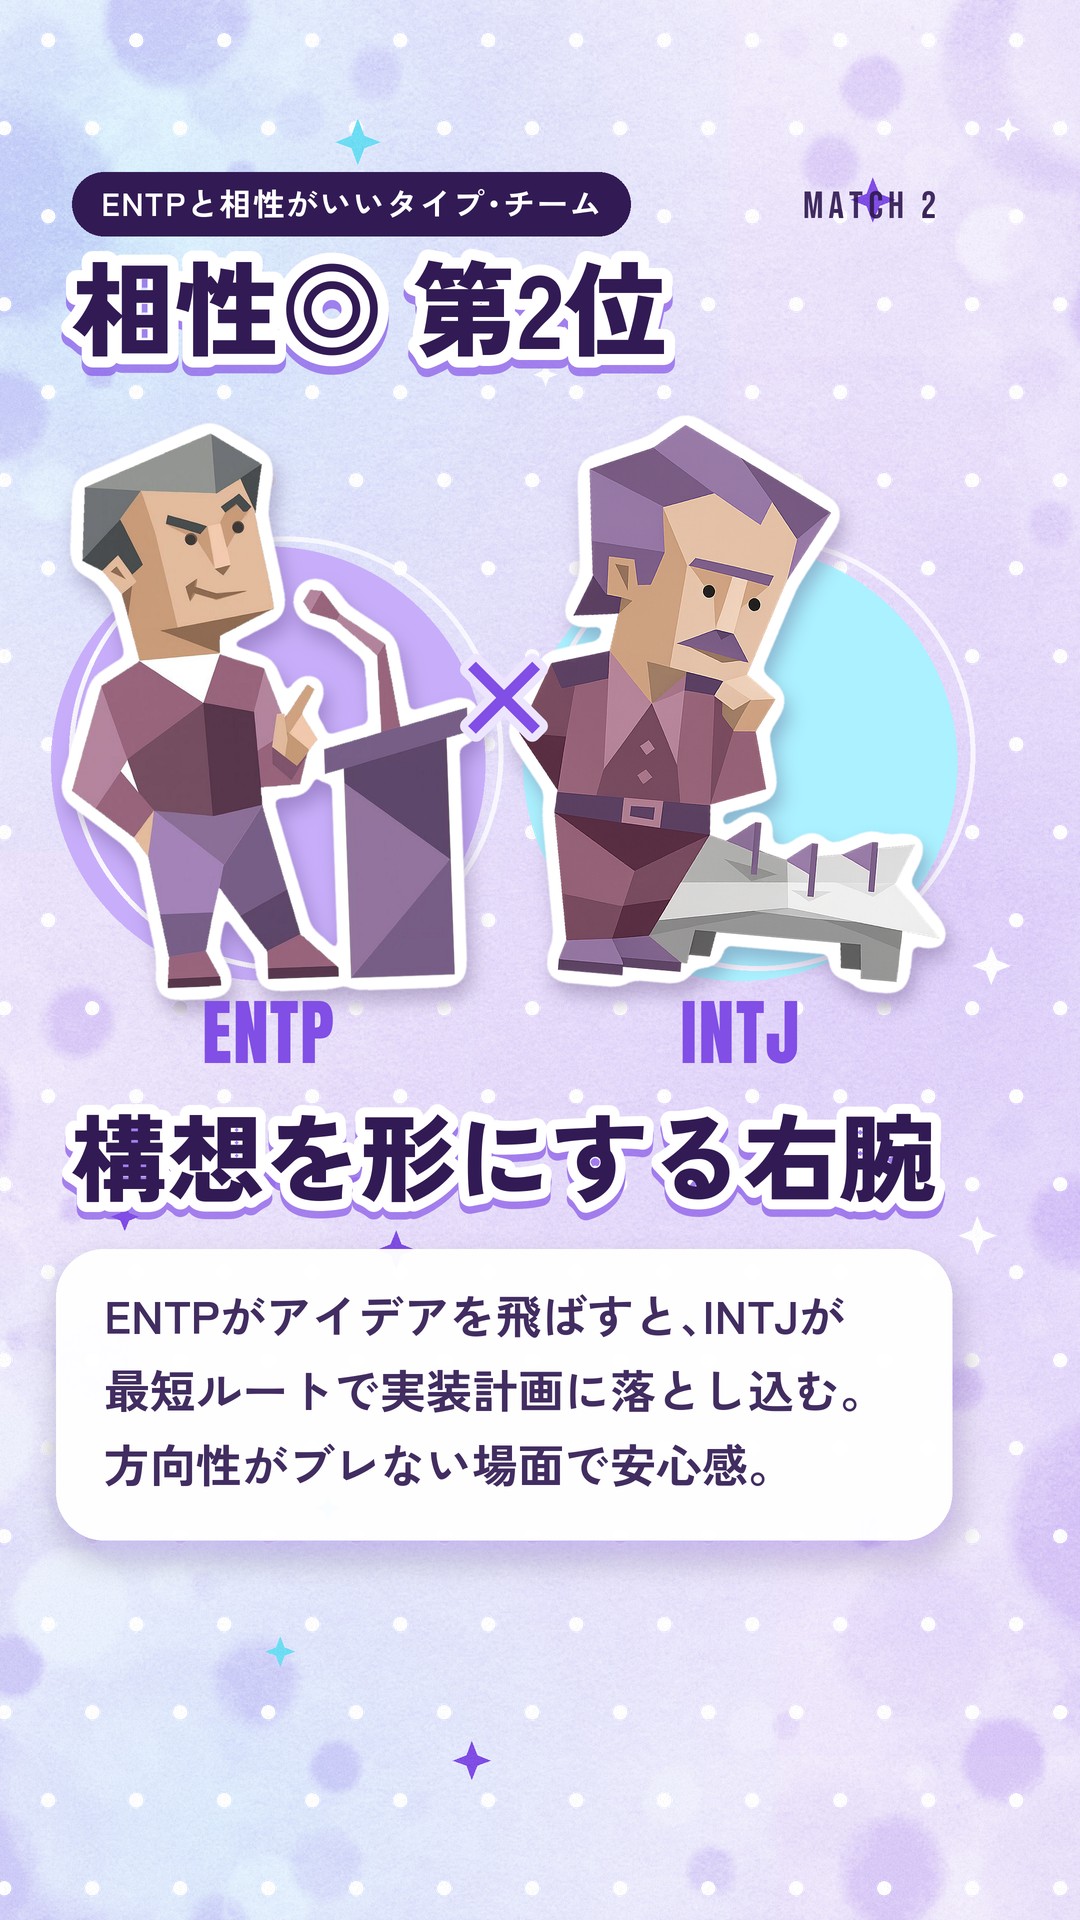 ENTPと相性がいいタイプ・チーム
MATCH 2
相性◎ 第2位
ENTP
INTJ
構想を形にする右腕
ENTPがアイデアを飛ばすと、INTJが
最短ルートで実装計画に落とし込む。
方向性がブレない場面で安心感。